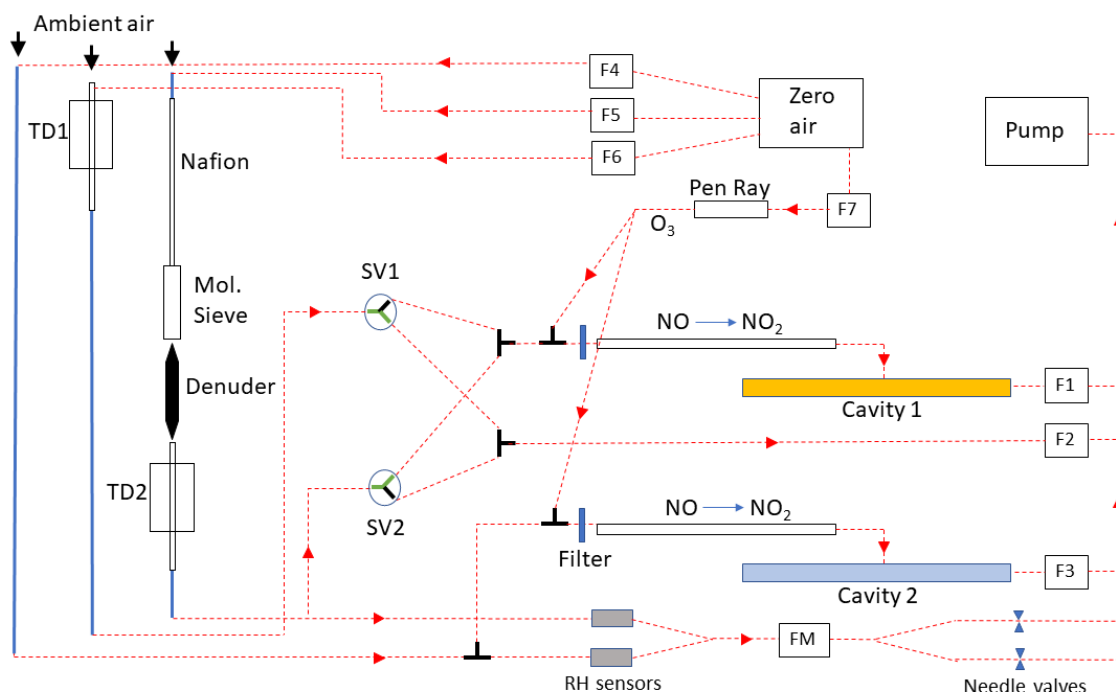 Ambient air
F4
Zero
air
TD1
F5
Pump
Nafion
F6
Pen Ray
F7
O3
SV1
Mol.
Sieve
NO NO2
Denuder
Cavity 1
F1
F2
TD2
SV2
NO NO2
Filter
F3
Cavity 2
FM
RH sensors
Needle valves